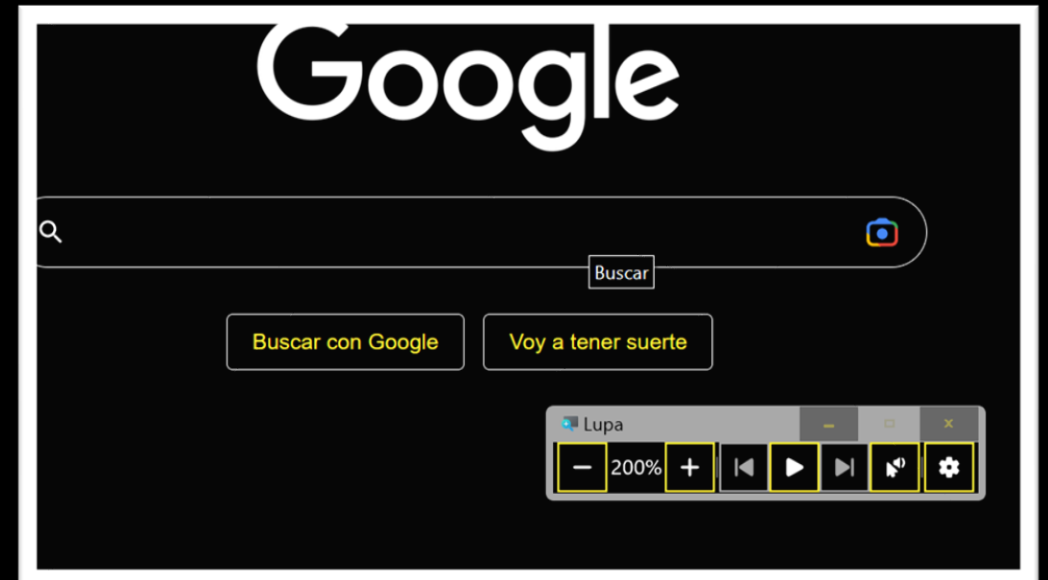 Google
Buscar
Buscar con Google
Voy a tener suerte
Lupa
200%